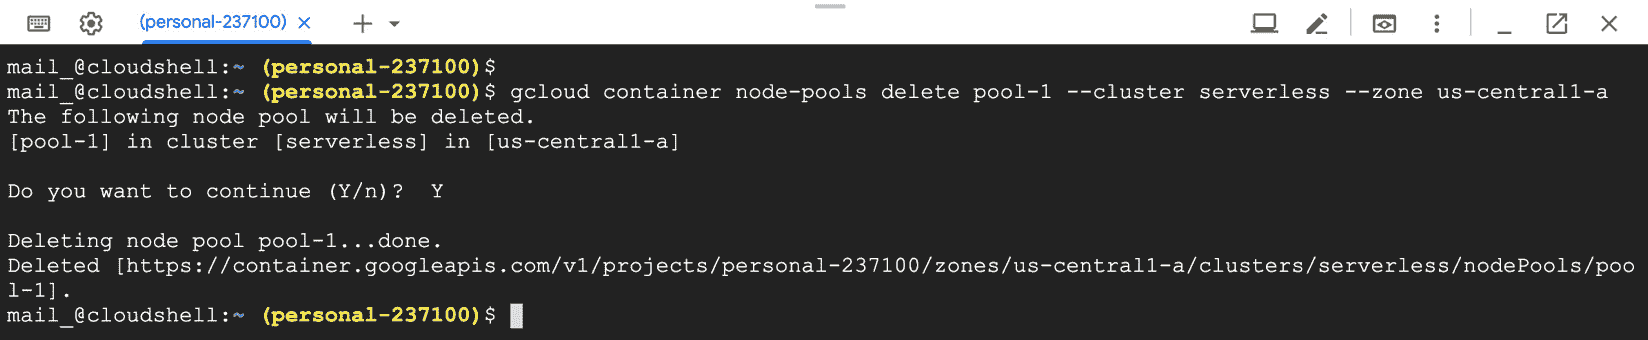 (personal-237100)
mail_@cloudshell:~ (personal-237100)$
mail_@cloudshell:~ (personal-237100)$ gcloud container node-pools delete pool-1 --cluster serverless --zone us-central1-a
The following node pool will be deleted.
[pool-1] in cluster [serverless] in [us-central1-a]
Do you want to continue (Y/n)?  Y
Deleting node pool pool-1...done.
Deleted [https://container.googleapis.com/v1/projects/personal-237100/zones/us-central1-a/clusters/serverless/nodePools/poo
l-1].
mail_@cloudshell:~ (personal-237100)$